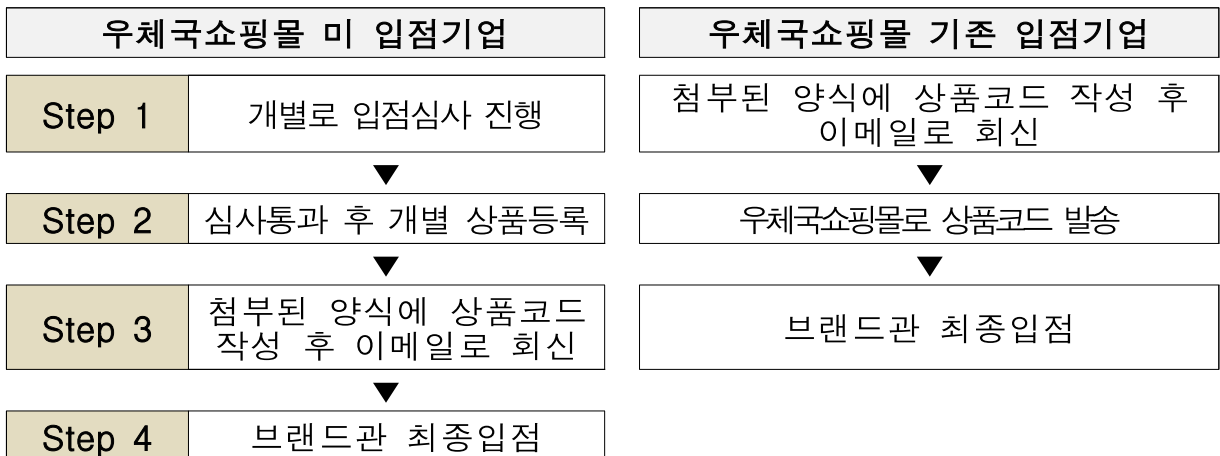 우체국쇼핑몰 미 입점기업
Step 1
개별로 입점심사 진행
▼
Step 2
심사통과 후 개별 상품등록
▼
Step 3
첨부된 양식에 상품코드
작성 후 이메일로 회신
▼
Step 4
브랜드관 최종입점
우체국쇼핑몰 기존 입점기업
첨부된 양식에 상품코드 작성 후
이메일로 회신
▼
우체국쇼핑몰로 상품코드 발송
▼
브랜드관 최종입점